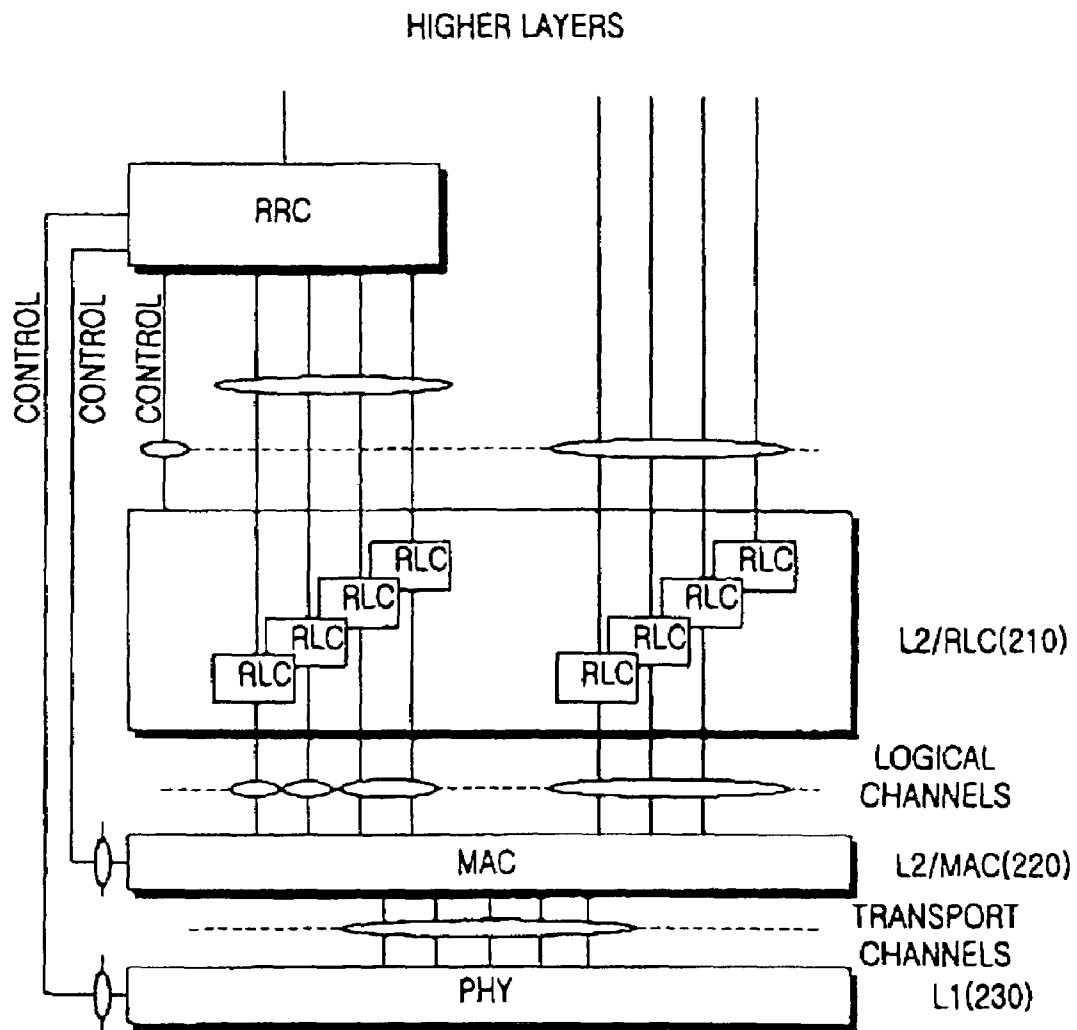 HIGHER LAYERS
RRC
CONTROL
CONTROL
CONTROL
RLC
RLC
RLC
RLC
RLC
RLC
RLC
RLC
L2/RLC(210)
LOGICAL
CHANNELS
MAC
L2/MAC(220)
TRANSPORT
CHANNELS
PHY
L1(230)